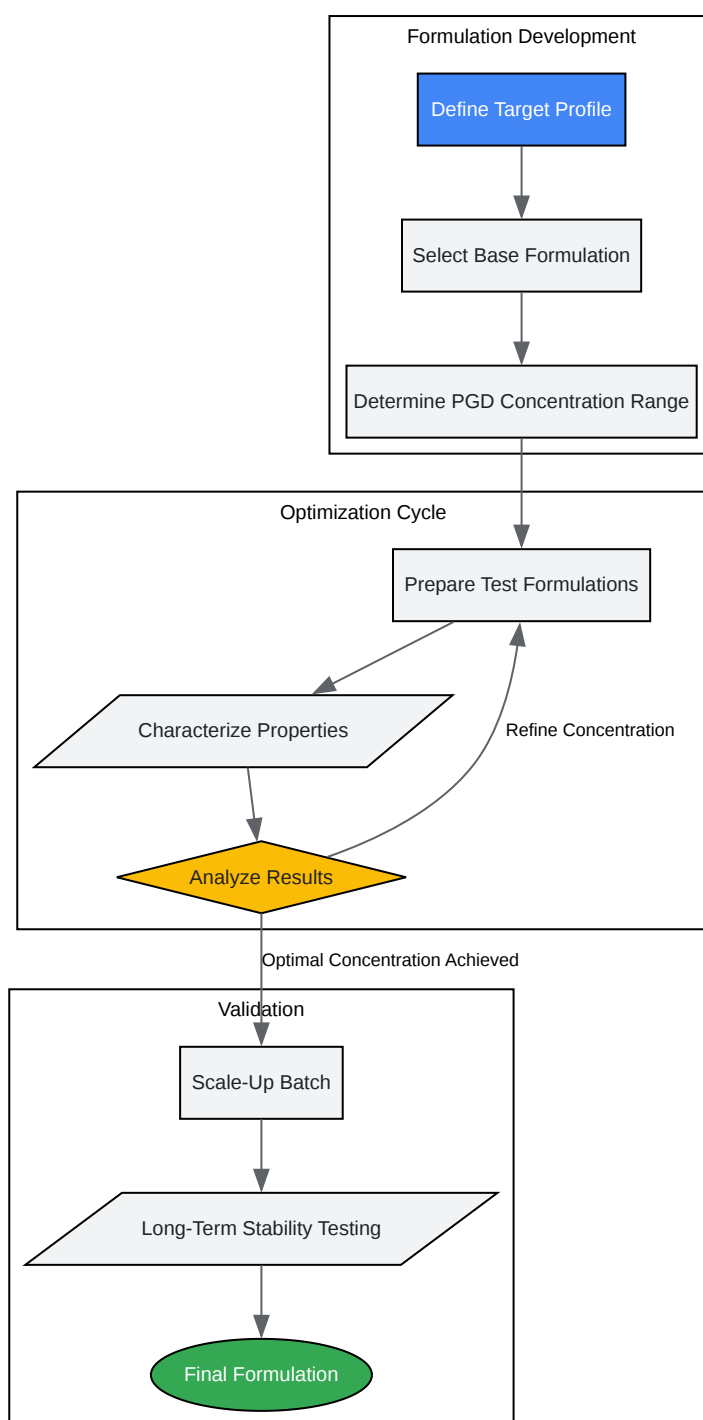 Formulation Development
Define Target Profile
Select Base Formulation
Determine PGD Concentration Range
Optimization Cycle
Prepare Test Formulations
Characterize Properties
Refine Concentration
Analyze Results
Optimal Concentration Achieved
Validation
Scale-Up Batch
Long-Term Stability Testing
Final Formulation